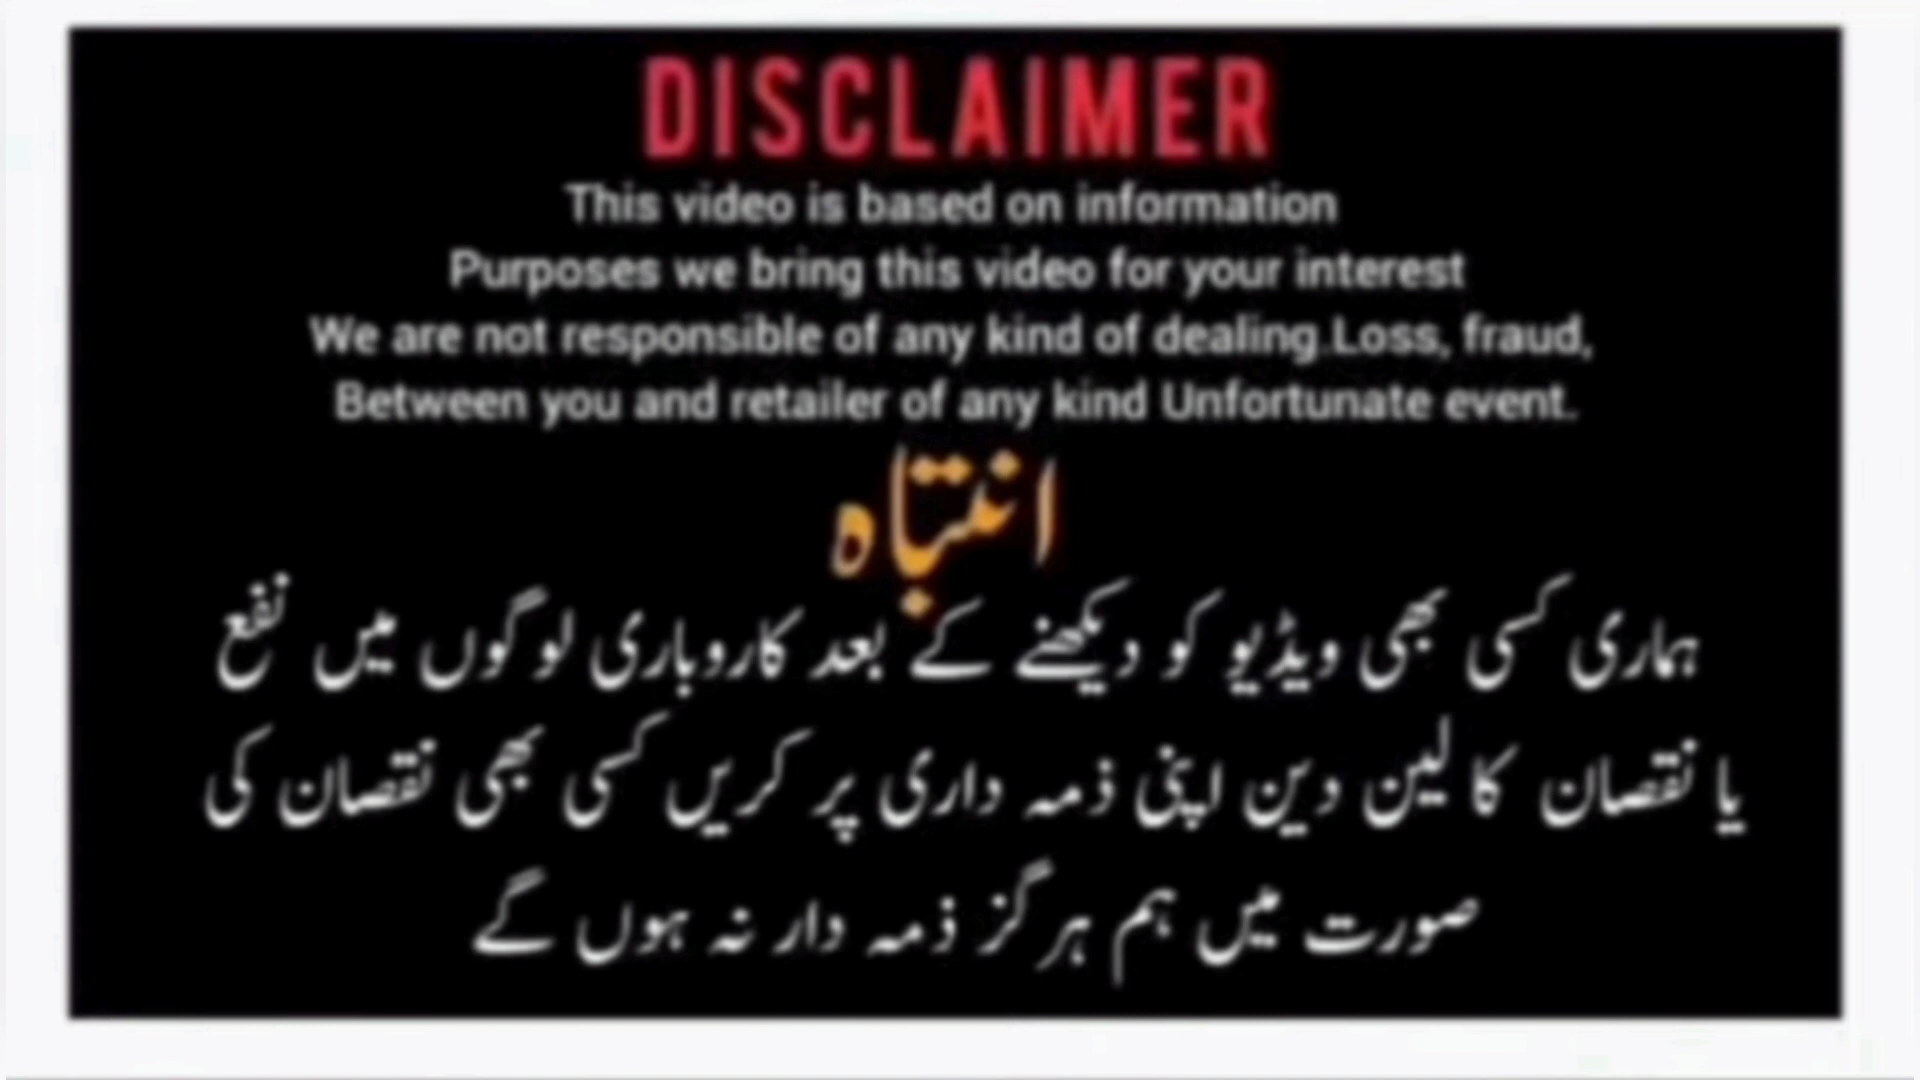 DISCLAIMER
This video is based on information
Purposes we bring this video for your interest
We are not responsible of any kind of dealing.Loss, fraud,
Between you and retailer of any kind Unfortunate event.
انتباہ
ہماری کسی بھی ویڈیو کو دیکھنے کے بعد کاروباری لوگوں میں نفع
یا نقصان کا لین دین اپنی ذمہ داری پر کریں کسی بھی نقصان کی
صورت میں ہم ہرگز ذمہ دار نہ ہوں گے